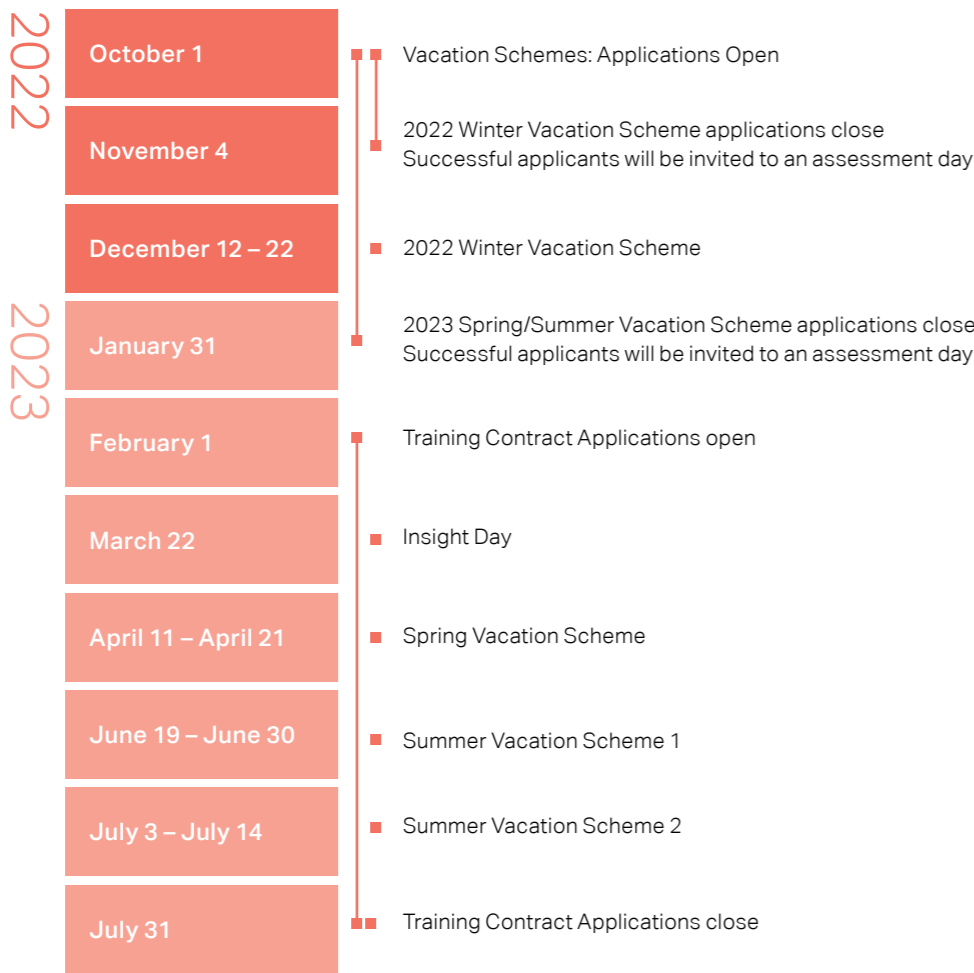 2022
October 1
Vacation Schemes: Applications Open
November 4
2022 Winter Vacation Scheme applications close
Successful applicants will be invited to an assessment day
December 12 – 22
2022 Winter Vacation Scheme
2023
January 31
2023 Spring/Summer Vacation Scheme applications close
Successful applicants will be invited to an assessment day
February 1
Training Contract Applications open
March 22
Insight Day
April 11 – April 21
Spring Vacation Scheme
June 19 – June 30
Summer Vacation Scheme 1
July 3 – July 14
Summer Vacation Scheme 2
July 31
Training Contract Applications close